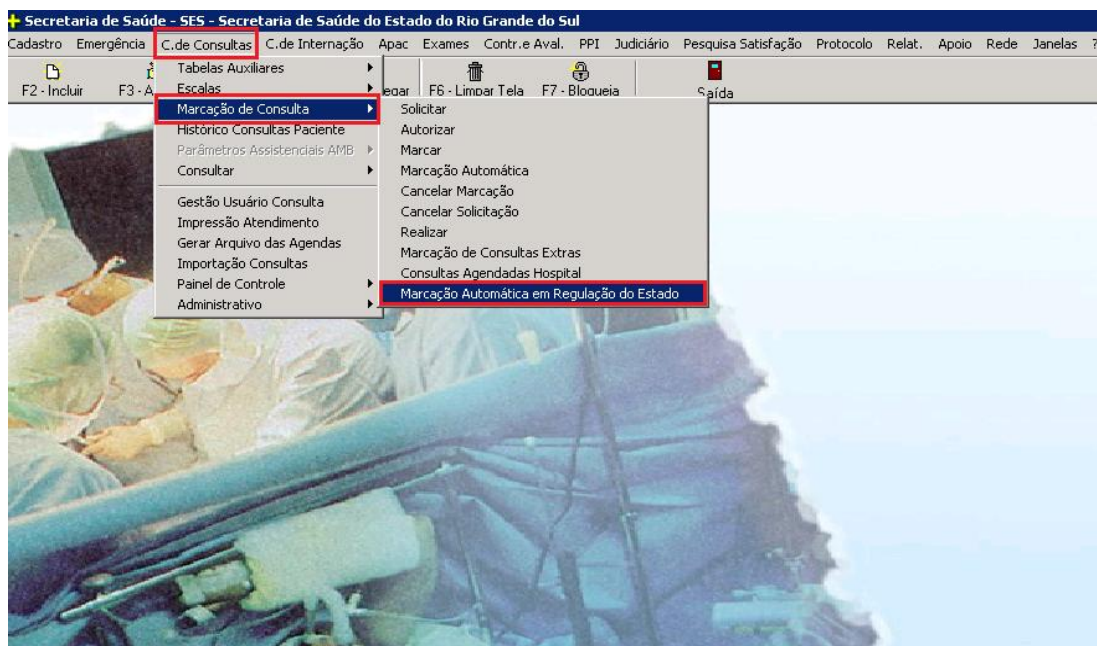 Secretaria de Saúde - SES - Secretaria de Saúde do Estado do Rio Grande do Sul
Cadastro Emergência C.de Consultas C.de Internação Apac Exames Contr.e Aval. PPI Judiciário Pesquisa Satisfação Protocolo Relat. Apoio Rede Janelas ?
F2 - Incluir F3 - A egar F6 - Limpar Tela F7 - Bloqueia Saída
Tabelas Auxiliares
Escalas
Marcação de Consulta
Histórico Consultas Paciente
Parâmetros Assistenciais AMB
Consultar
Gestão Usuário Consulta
Impressão Atendimento
Gerar Arquivo das Agendas
Importação Consultas
Painel de Controle
Administrativo
Solicitar
Autorizar
Marcar
Marcação Automática
Cancelar Marcação
Cancelar Solicitação
Realizar
Marcação de Consultas Extras
Consultas Agendadas Hospital
Marcação Automática em Regulação do Estado